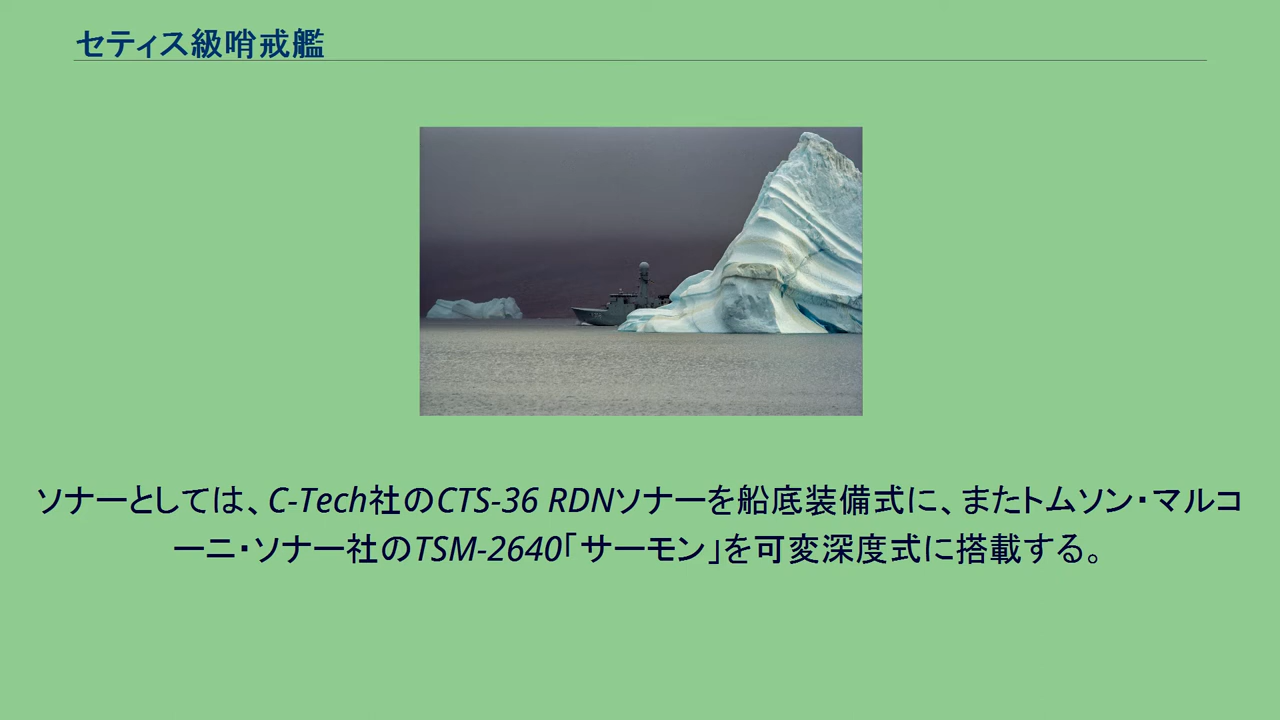 セティス級哨戒艦
ソナーとしては、C-Tech社のCTS-36 RDNソナーを船底装備式に、またトムソン・マルコ
ーニ・ソナー社のTSM-2640「サーモン」を可変深度式に搭載する。